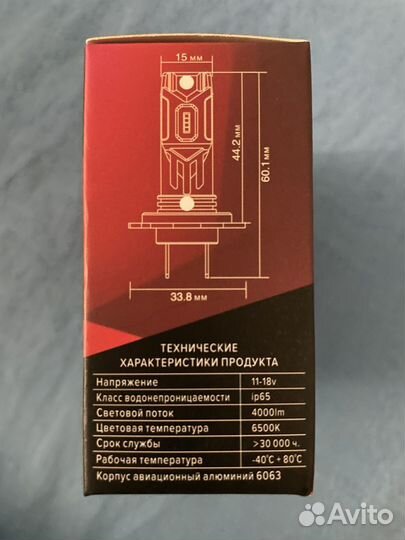 15 мм
44.2 мм
60.1 мм
33.8 мм
ТЕХНИЧЕСКИЕ
ХАРАКТЕРИСТИКИ ПРОДУКТА
Напряжение 11-18v
Класс водонепроницаемости ip65
Световой поток 4000lm
Цветовая температура 6500K
Срок службы >30 000 ч.
Рабочая температура -40℃ +80℃
Корпус авиационный алюминий 6063
Avito